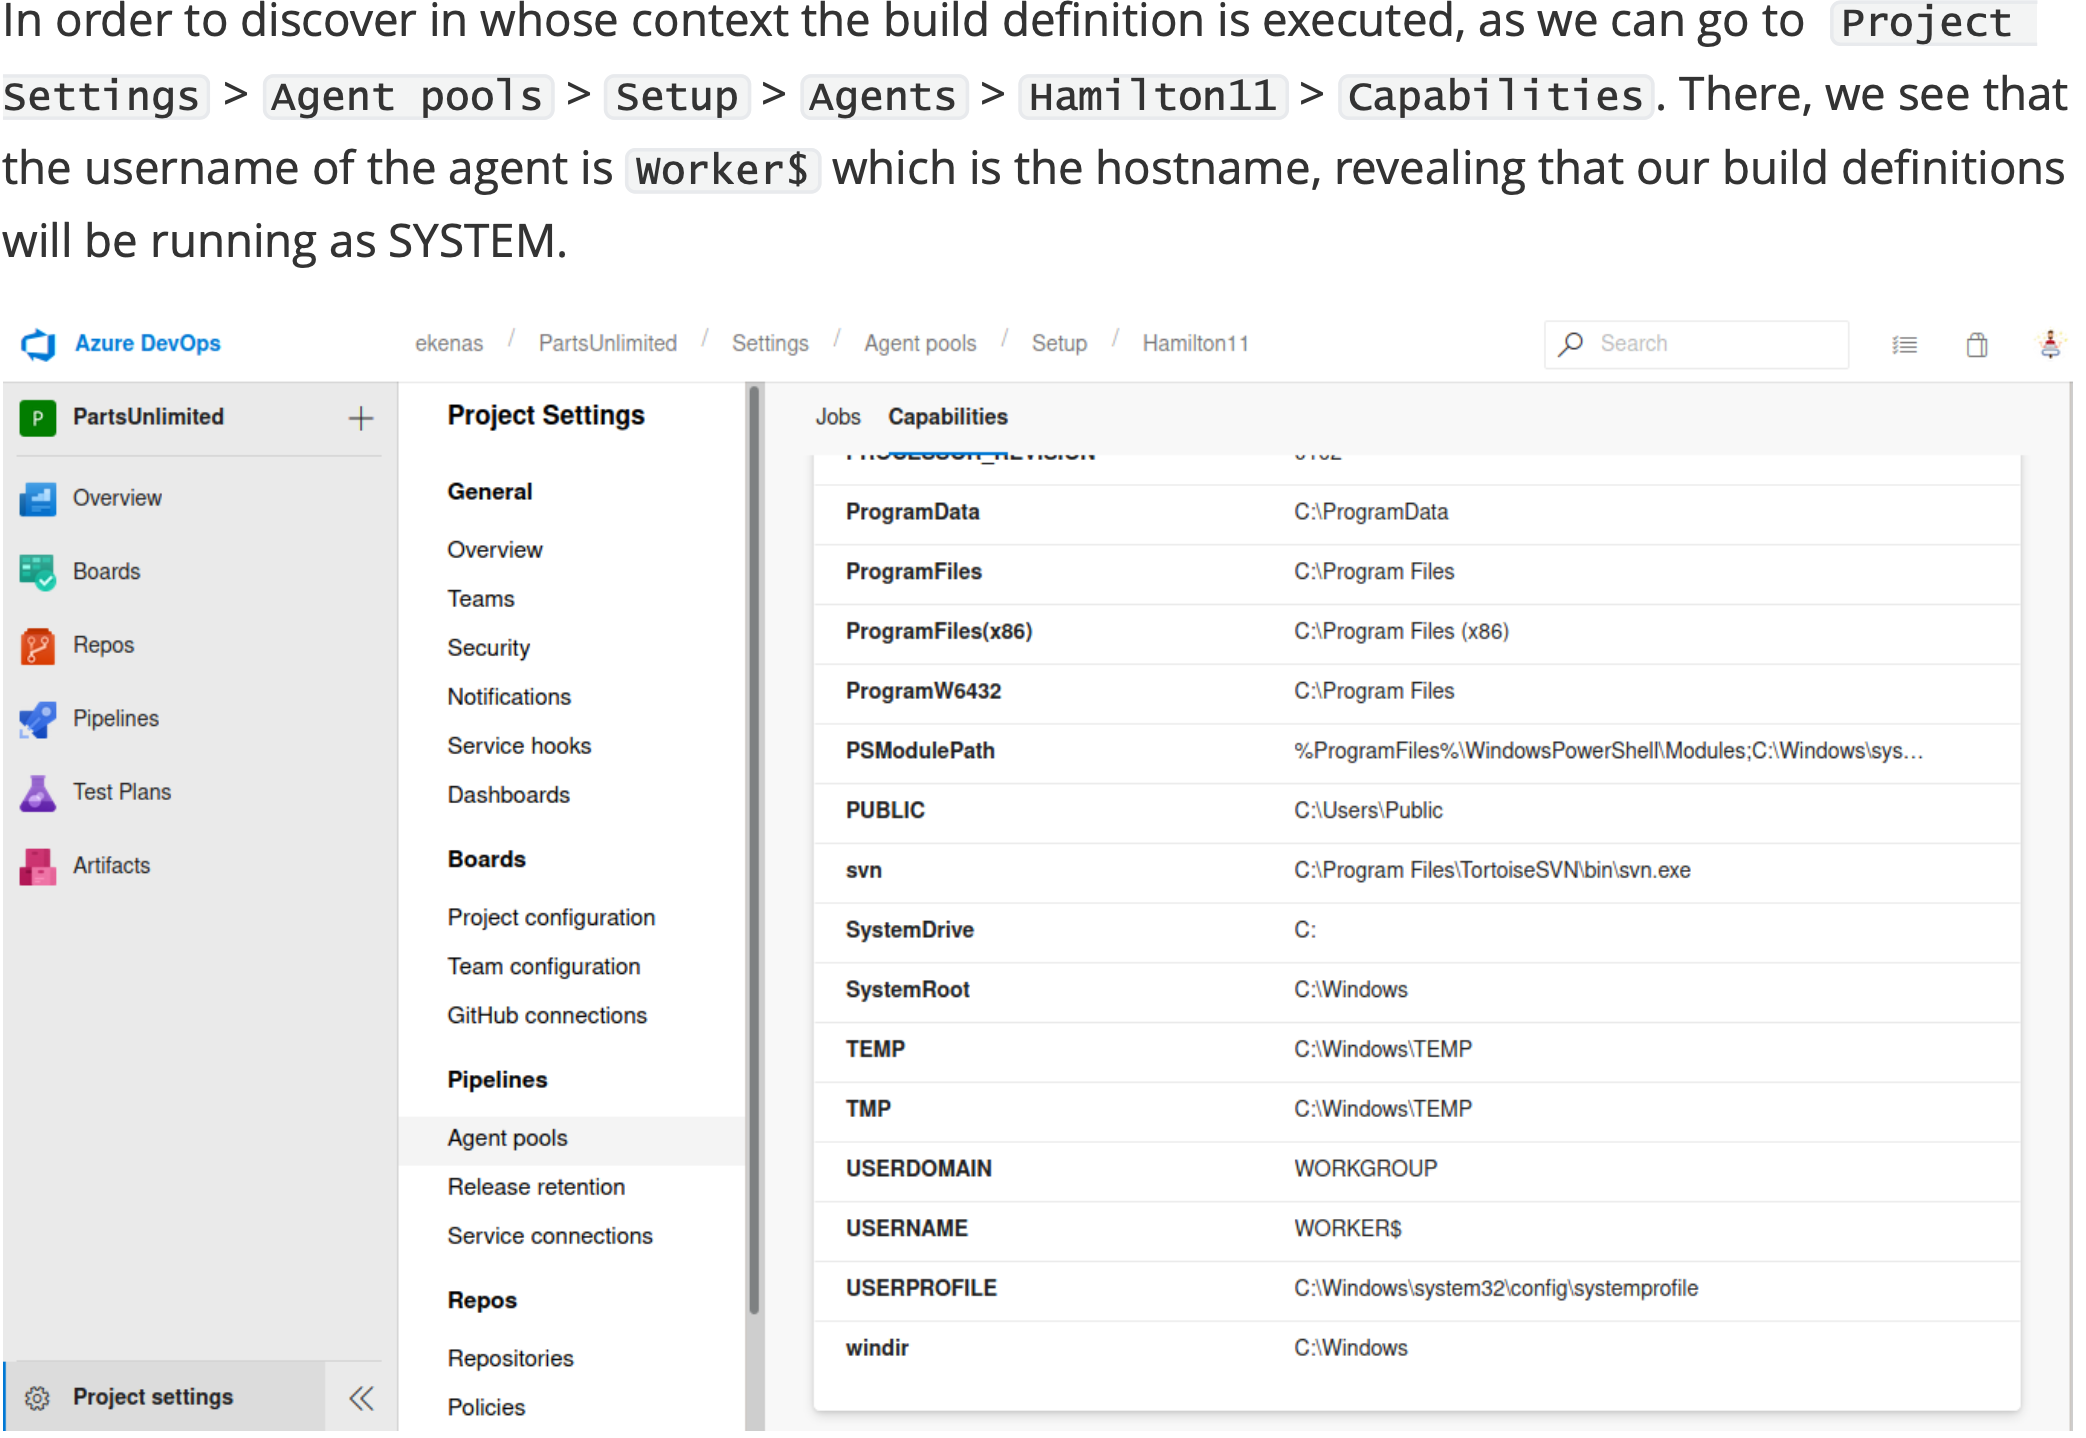 In order to discover in whose context the build definition is executed, as we can go to Project
Settings > Agent pools > Setup > Agents > Hamilton11 > Capabilities. There, we see that
the username of the agent is Worker$ which is the hostname, revealing that our build definitions
will be running as SYSTEM.
Azure DevOps
ekenas / PartsUnlimited / Settings / Agent pools / Setup / Hamilton11
Search
P PartsUnlimited
Overview
Boards
Repos
Pipelines
Test Plans
Artifacts
Project settings
Project Settings
General
Overview
Teams
Security
Notifications
Service hooks
Dashboards
Boards
Project configuration
Team configuration
GitHub connections
Pipelines
Agent pools
Release retention
Service connections
Repos
Repositories
Policies
Jobs Capabilities
PROCESSOR_REVISION
ProgramData C:\ProgramData
ProgramFiles C:\Program Files
ProgramFiles(x86) C:\Program Files (x86)
ProgramW6432 C:\Program Files
PSModulePath %ProgramFiles%\WindowsPowerShell\Modules;C:\Windows\sys...
PUBLIC C:\Users\Public
svn C:\Program Files\TortoiseSVN\bin\svn.exe
SystemDrive C:
SystemRoot C:\Windows
TEMP C:\Windows\TEMP
TMP C:\Windows\TEMP
USERDOMAIN WORKGROUP
USERNAME WORKER$
USERPROFILE C:\Windows\system32\config\systemprofile
windir C:\Windows